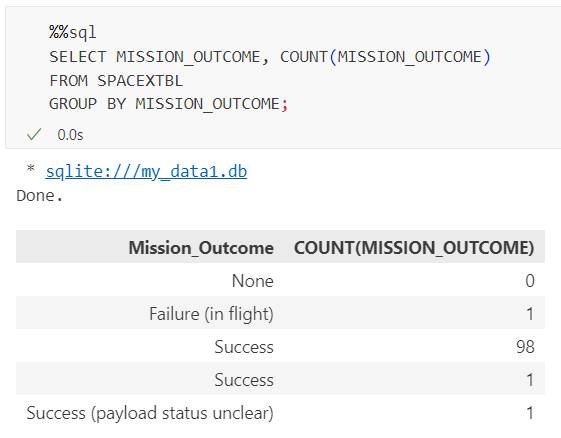 %%sql
SELECT MISSION_OUTCOME, COUNT(MISSION_OUTCOME)
FROM SPACEXTBL
GROUP BY MISSION_OUTCOME;
0.0s
* sqlite:///my_data1.db
Done.
Mission_Outcome COUNT(MISSION_OUTCOME)
None 0
Failure (in flight) 1
Success 98
Success 1
Success (payload status unclear) 1